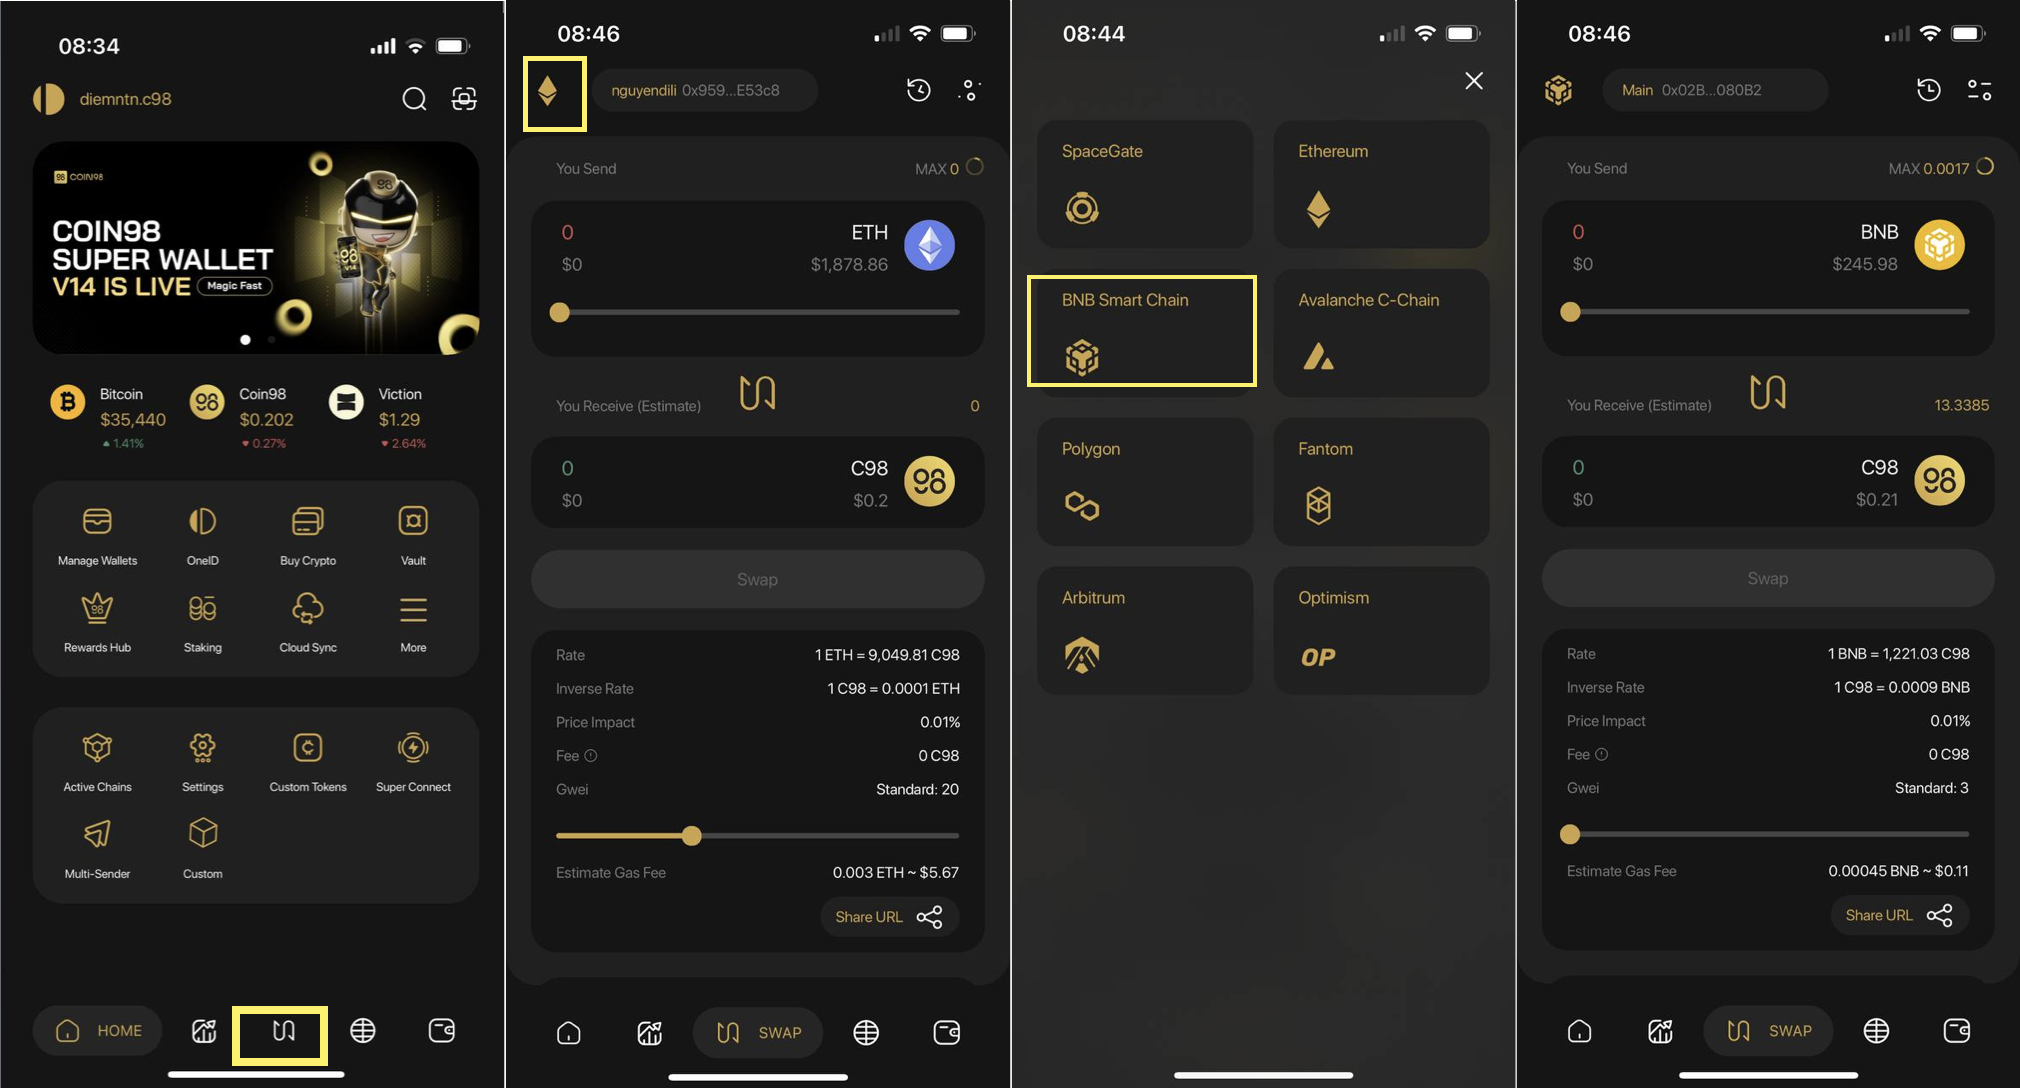 08:34
diemntn.c98
98 COIN98
COIN98
SUPER WALLET
V14 IS LIVE Magic Fast
Bitcoin
$35,440
1.41%
Coin98
$0.202
0.27%
Viction
$1.29
2.64%
Manage Wallets
OneID
Buy Crypto
Vault
Rewards Hub
Staking
Cloud Sync
More
Active Chains
Settings
Custom Tokens
Super Connect
Multi-Sender
Custom
HOME
08:46
nguyendili 0x959...E53c8
You Send
MAX 0
0
ETH
$0
$1,878.86
You Receive (Estimate)
0
0
C98
$0
$0.2
Swap
Rate
1 ETH = 9,049.81 C98
Inverse Rate
1 C98 = 0.0001 ETH
Price Impact
0.01%
Fee
0 C98
Gwei
Standard: 20
Estimate Gas Fee
0.003 ETH ~ $5.67
Share URL
SWAP
08:44
SpaceGate
Ethereum
BNB Smart Chain
Avalanche C-Chain
Polygon
Fantom
Arbitrum
Optimism
OP
08:46
Main 0x02B...080B2
You Send
MAX 0.0017
0
BNB
$0
$245.98
You Receive (Estimate)
13.3385
0
C98
$0
$0.21
Swap
Rate
1 BNB = 1,221.03 C98
Inverse Rate
1 C98 = 0.0009 BNB
Price Impact
0.01%
Fee
0 C98
Gwei
Standard: 3
Estimate Gas Fee
0.00045 BNB ~ $0.11
Share URL
SWAP